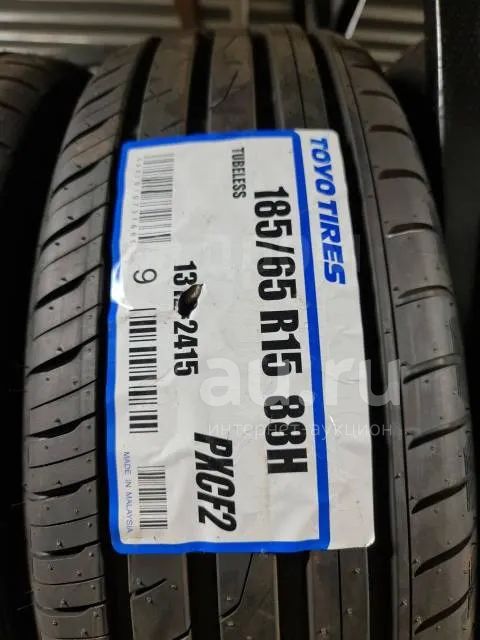 TOYO TIRES
185/65 R15 88H
TUBELESS
2415
PXCF2
9
MADE IN MALAYSIA
au.ru
интернет-аукцион